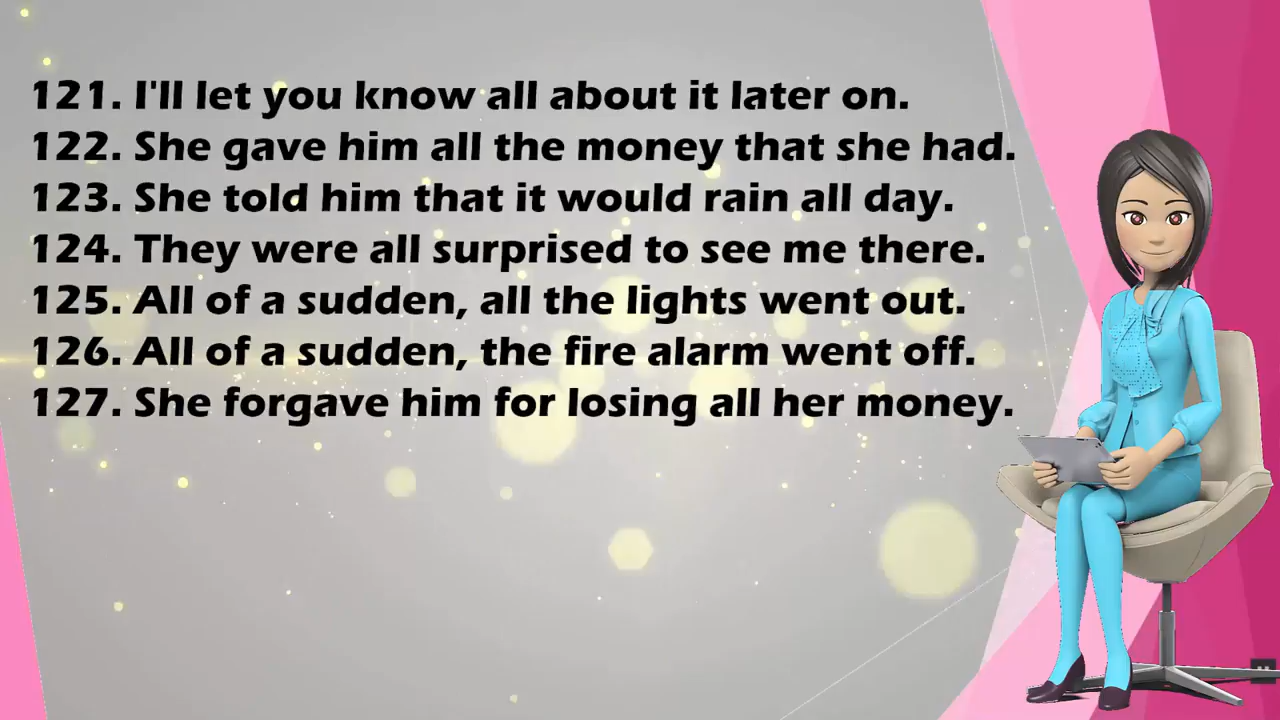 121. I'll let you know all about it later on.
122. She gave him all the money that she had.
123. She told him that it would rain all day.
124. They were all surprised to see me there.
125. All of a sudden, all the lights went out.
126. All of a sudden, the fire alarm went off.
127. She forgave him for losing all her money.